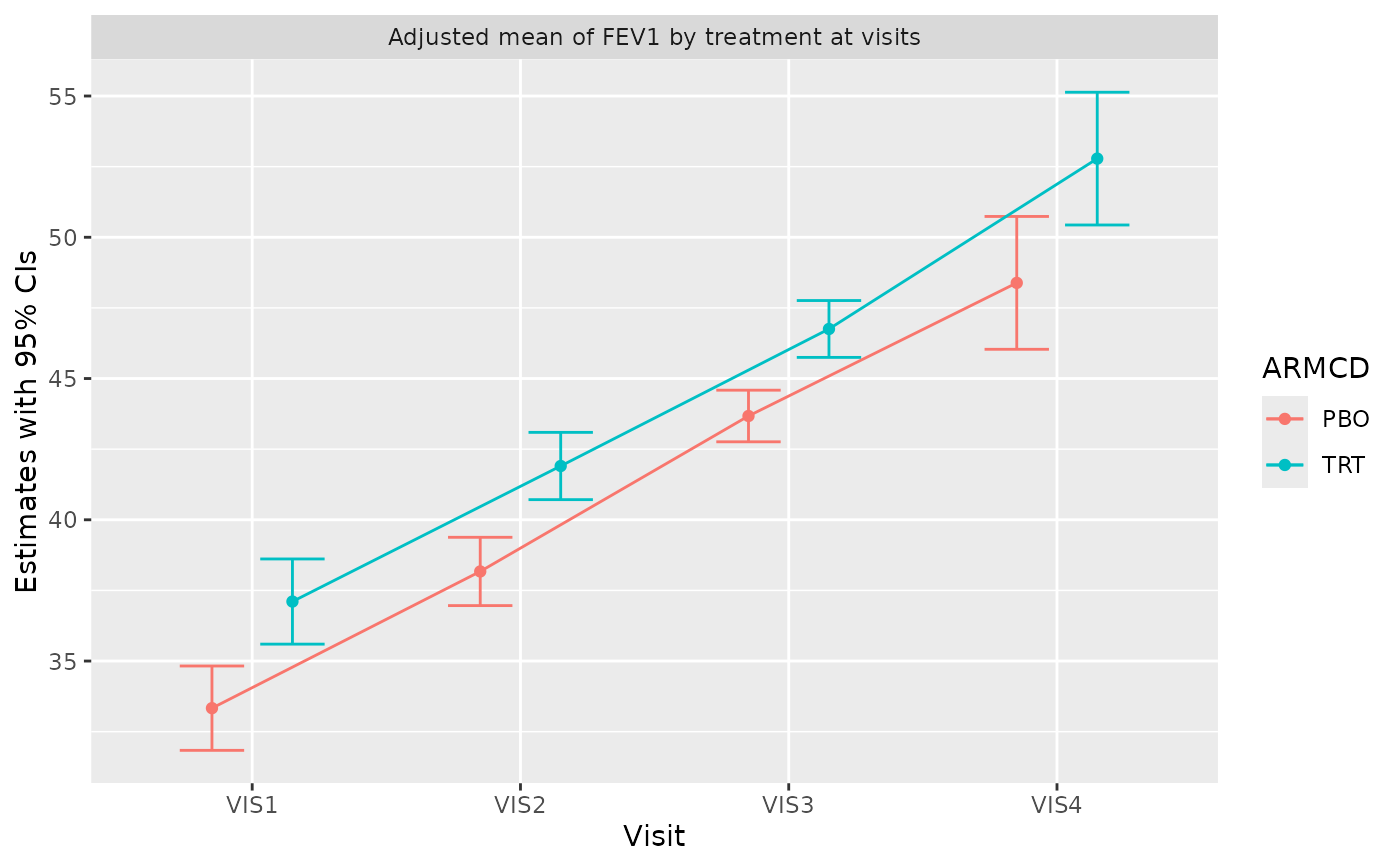 Adjusted mean of FEV1 by treatment at visits
55
50
45
40
35
Estimates with 95% CIs
VIS1 VIS2 VIS3 VIS4
Visit
ARMCD
PBO
TRT